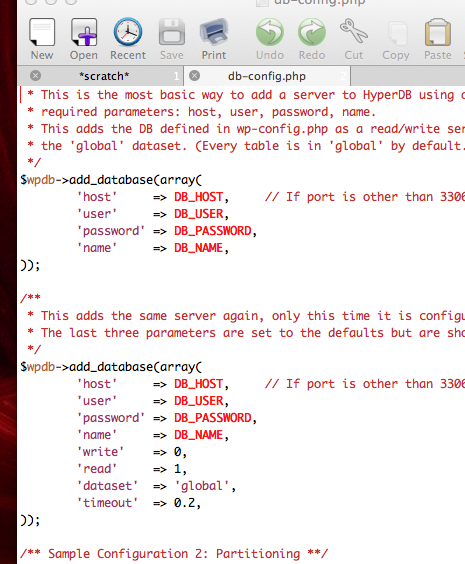 db-config.php
New Open Recent Save Print Undo Redo Cut Copy Paste
*scratch* 1 db-config.php 2
* This is the most basic way to add a server to HyperDB using
* required parameters: host, user, password, name.
* This adds the DB defined in wp-config.php as a read/write
* the 'global' dataset. (Every table is in 'global' by default.
*/
$wpdb->add_database(array(
'host' => DB_HOST, // If port is other than 3306
'user' => DB_USER,
'password' => DB_PASSWORD,
'name' => DB_NAME,
));
/**
* This adds the same server again, only this time it is
* The last three parameters are set to the defaults but are
*/
$wpdb->add_database(array(
'host' => DB_HOST, // If port is other than 3306
'user' => DB_USER,
'password' => DB_PASSWORD,
'name' => DB_NAME,
'write' => 0,
'read' => 1,
'dataset' => 'global',
'timeout' => 0.2,
));
/** Sample Configuration 2: Partitioning **/